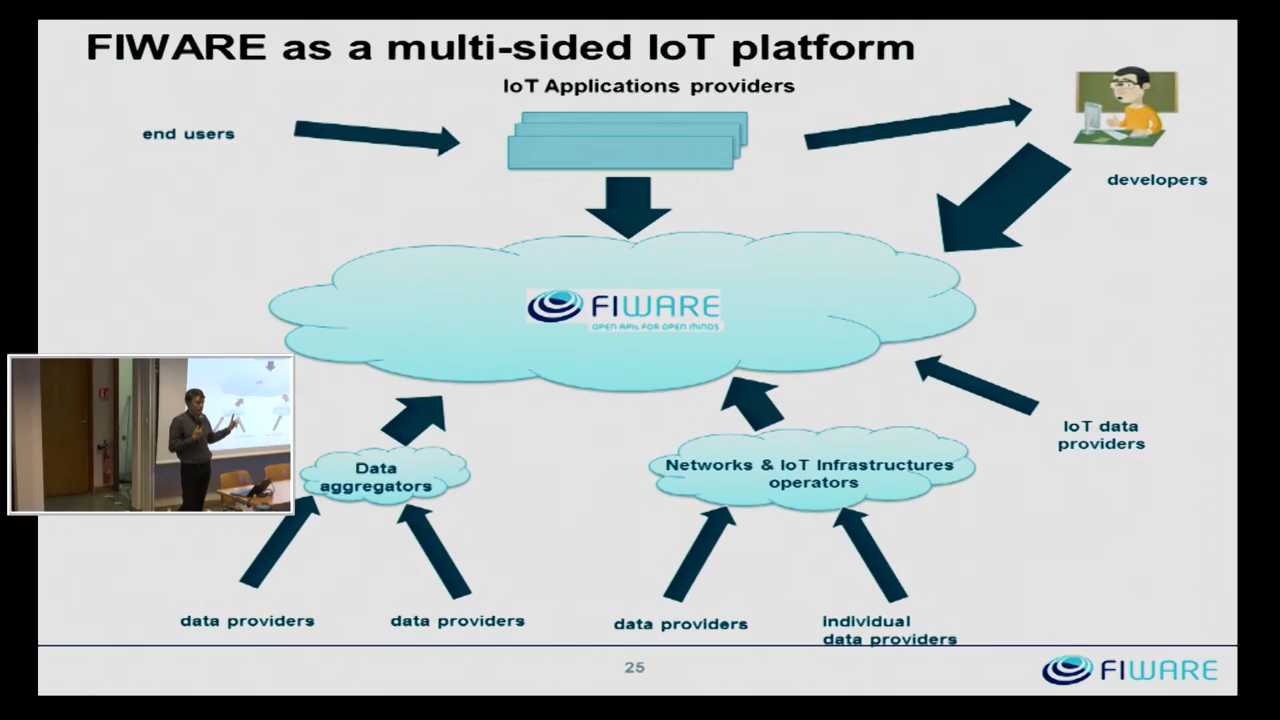 FIWARE as a multi-sided IoT platform
IoT Applications providers
end users
developers
FIWARE
OPEN APIs FOR OPEN MINDS
IoT data
providers
Data
aggregators
Networks & IoT Infrastructures
operators
data providers
data providers
data providers
individual
data providers
25
FIWARE